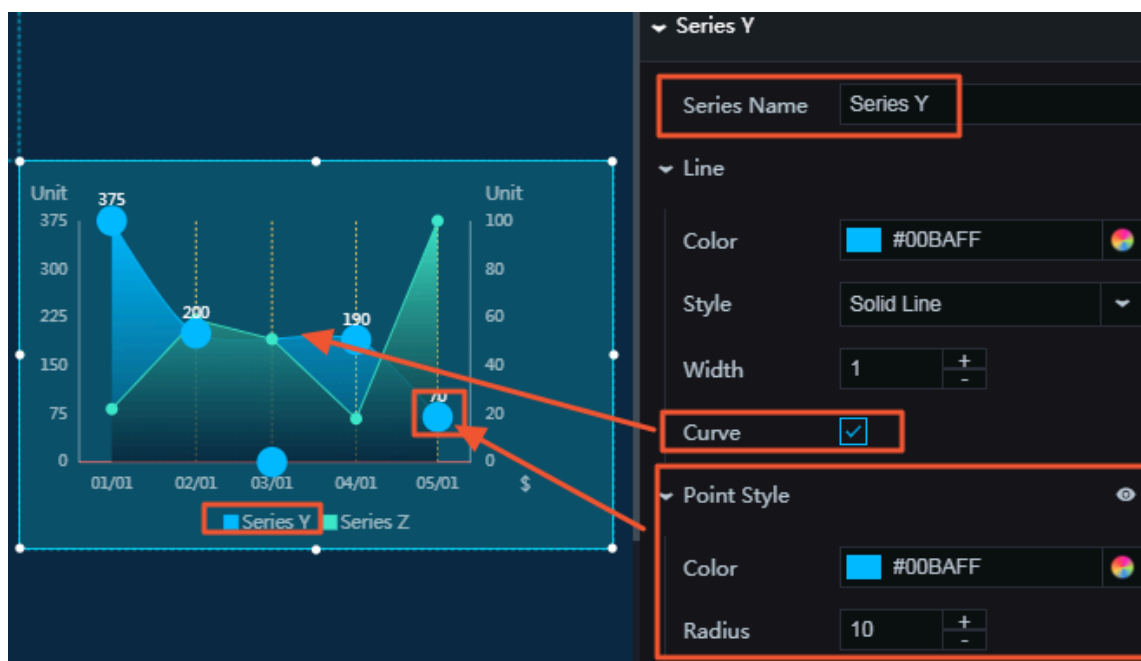 Series Y
Series Name Series Y
Line
Color #00BAFF
Style Solid Line
Width 1 + -
Curve
Point Style
Color #00BAFF
Radius 10 + -
Unit 375 Unit
375 100
300 80
225 200 190 60
150 40
75 70 20
0 0
01/01 02/01 03/01 04/01 05/01 $
Series Y Series Z